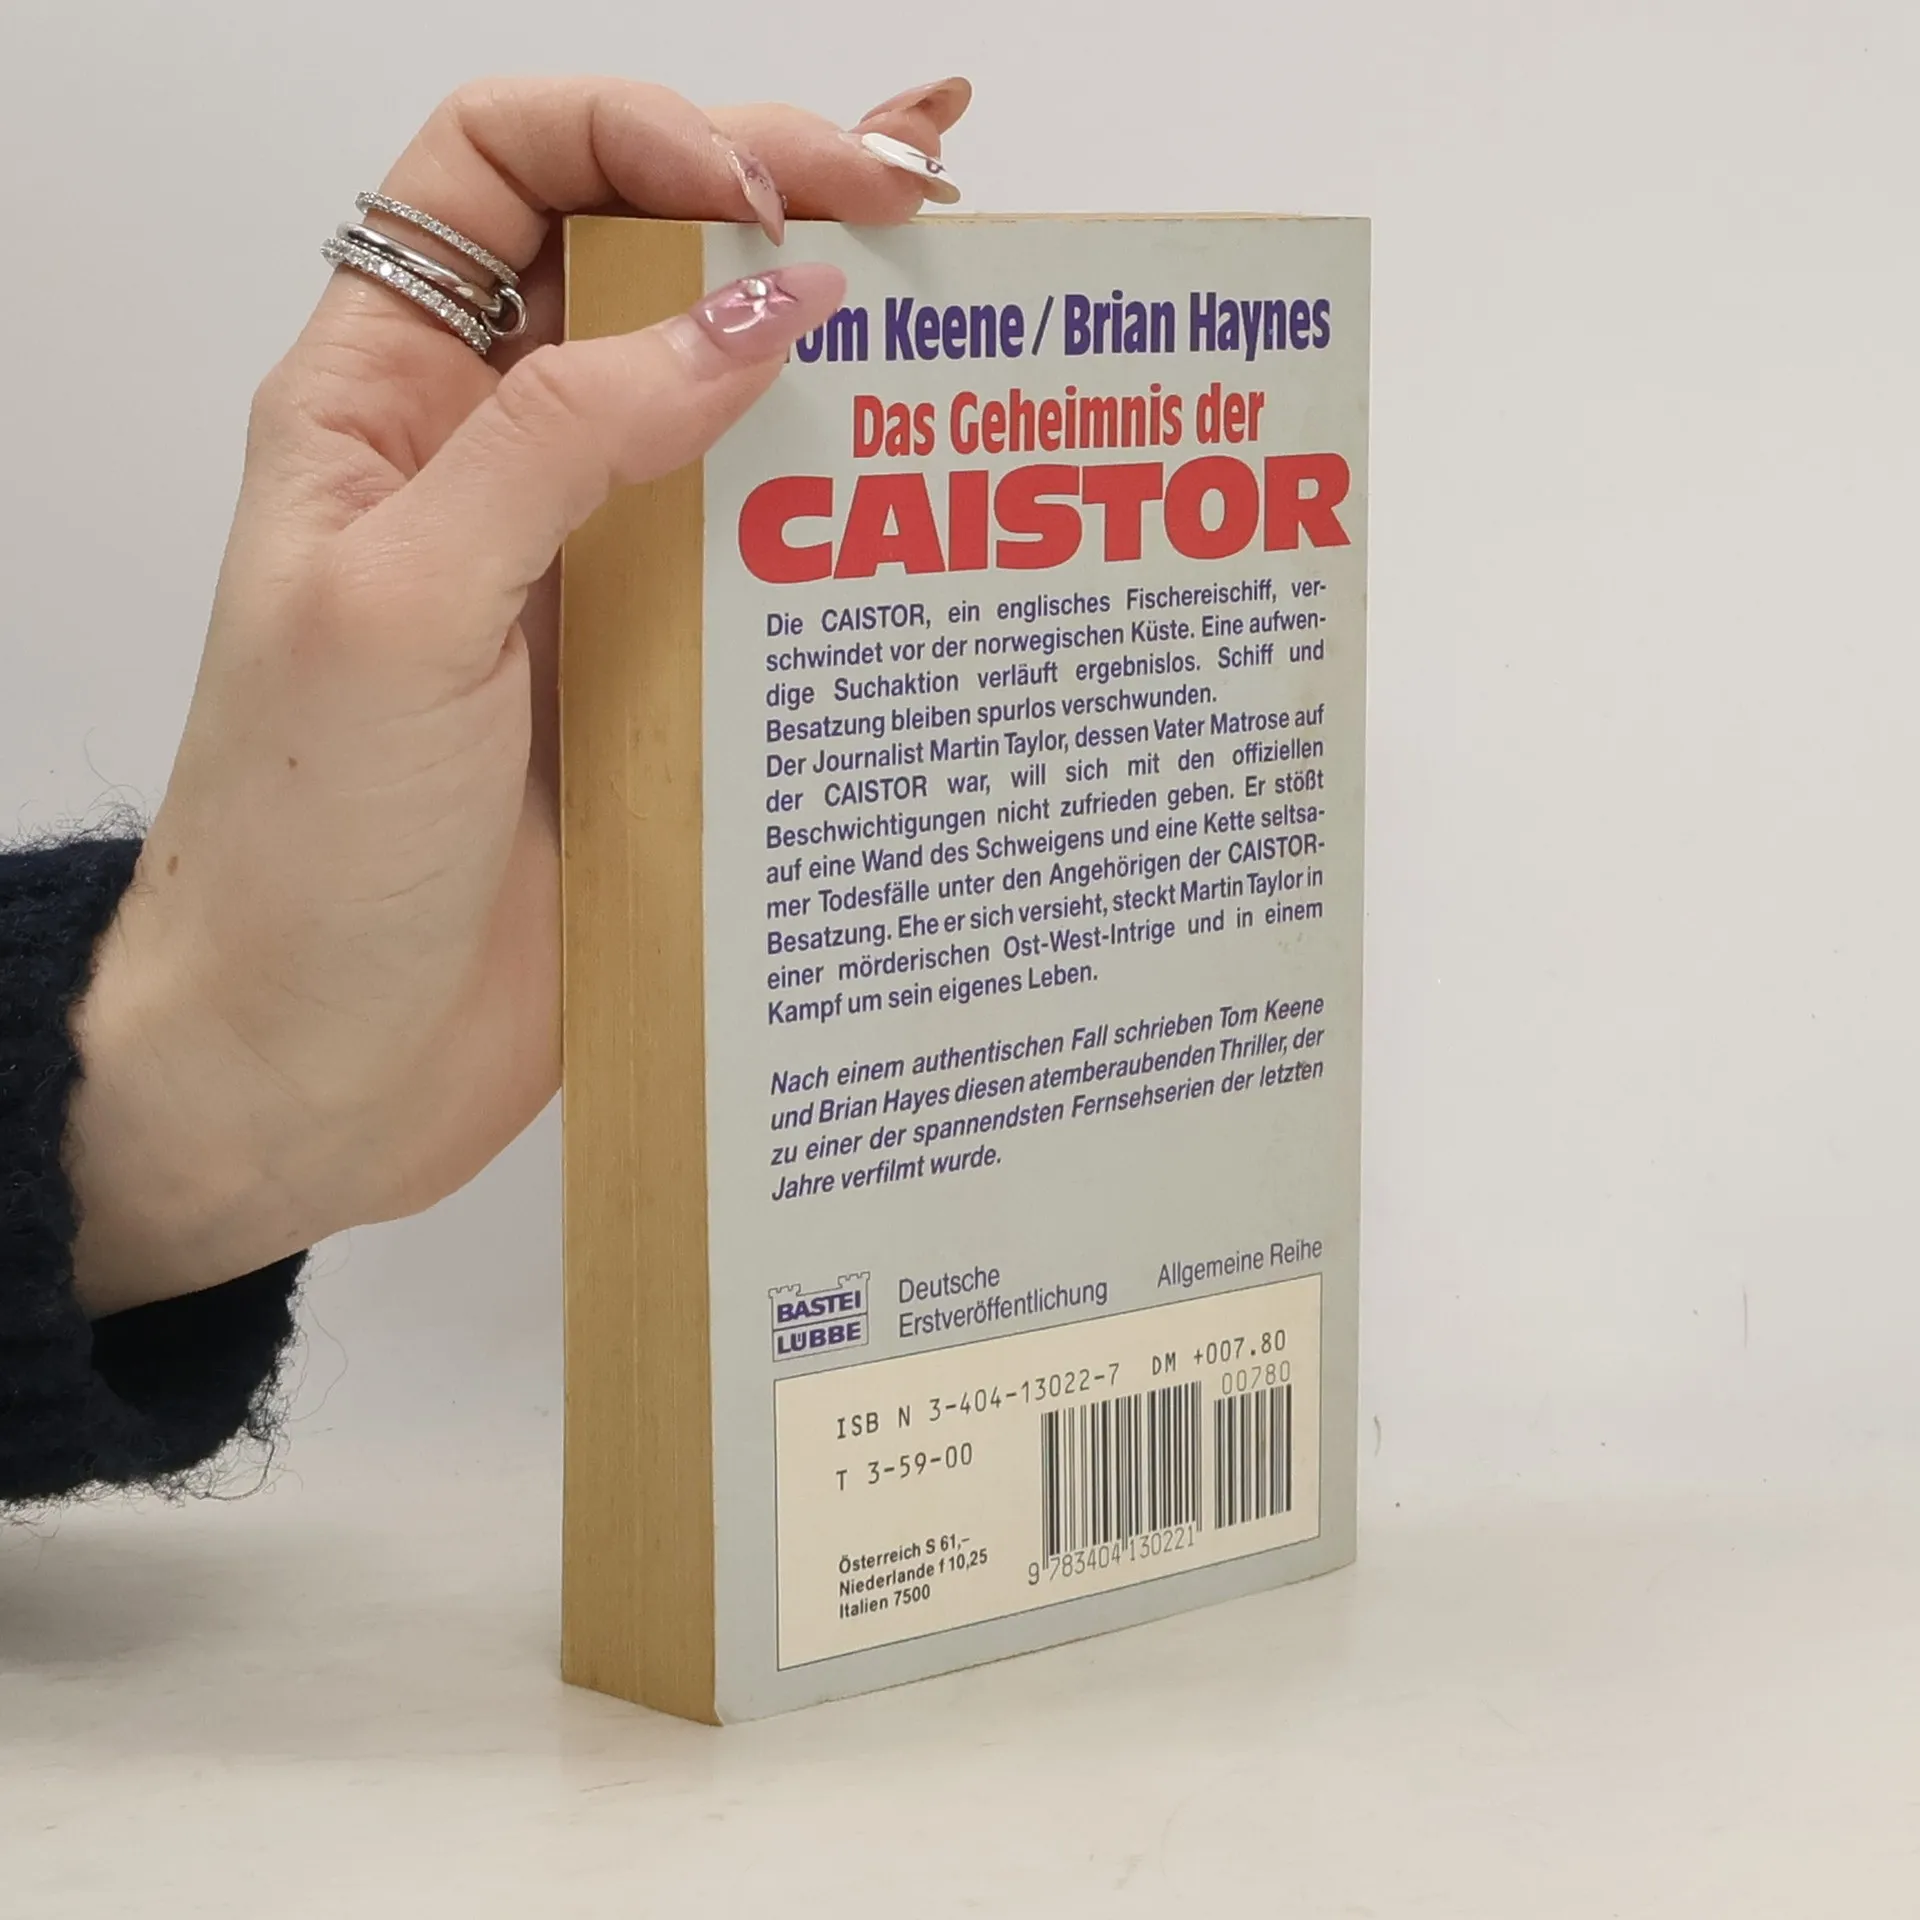 Tom Keene / Brian Haynes
Das Geheimnis der
CAISTOR
Die CAISTOR, ein englisches Fischereischiff, ver-
schwindet vor der norwegischen Küste. Eine aufwen-
dige Suchaktion verläuft ergebnislos. Schiff und
Besatzung bleiben spurlos verschwunden.
Der Journalist Martin Taylor, dessen Vater Matrose auf
der CAISTOR war, will sich mit den offiziellen
Beschwichtigungen nicht zufrieden geben. Er stößt
auf eine Wand des Schweigens und eine Kette seltsa-
mer Todesfälle unter den Angehörigen der CAISTOR-
Besatzung. Ehe er sich versieht, steckt Martin Taylor in
einer mörderischen Ost-West-Intrige und in einem
Kampf um sein eigenes Leben.
Nach einem authentischen Fall schrieben Tom Keene
und Brian Hayes diesen atemberaubenden Thriller, der
zu einer der spannendsten Fernsehserien der letzten
Jahre verfilmt wurde.
BASTEI
LÜBBE
Deutsche
Erstveröffentlichung
Allgemeine Reihe
ISB N 3-404-13022-7 DM +007.80
00780
T 3-59-00
Österreich S 61,-
Niederlande f 10,25
Italien 7500
9 783404 130221